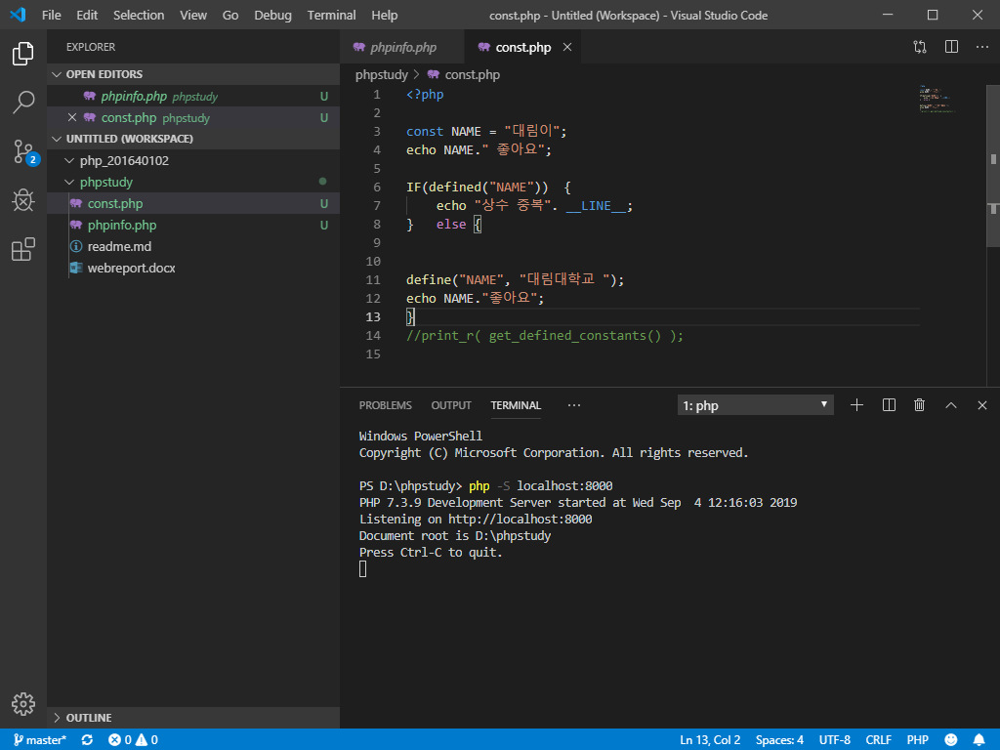 File Edit Selection View Go Debug Terminal Help const.php - Untitled (Workspace) - Visual Studio Code
EXPLORER
phpinfo.php
const.php
OPEN EDITORS
phpinfo.php phpstudy U
const.php phpstudy U
UNTITLED (WORKSPACE)
php_201640102
phpstudy
const.php U
phpinfo.php U
readme.md
webreport.docx
2
OUTLINE
phpstudy > const.php
1 <?php
2
3 const NAME = "대림이";
4 echo NAME." 좋아요";
5
6 IF(defined("NAME")) {
7 echo "상수 중복". __LINE__;
8 } else {
9
10
11 define("NAME", "대림대학교 ");
12 echo NAME."좋아요";
13 }
14 //print_r( get_defined_constants() );
15
PROBLEMS OUTPUT TERMINAL ··· 1: php
Windows PowerShell
Copyright (C) Microsoft Corporation. All rights reserved.
PS D:\phpstudy> php -S localhost:8000
PHP 7.3.9 Development Server started at Wed Sep  4 12:16:03 2019
Listening on http://localhost:8000
Document root is D:\phpstudy
Press Ctrl-C to quit.
master* 0 0 Ln 13, Col 2 Spaces: 4 UTF-8 CRLF PHP